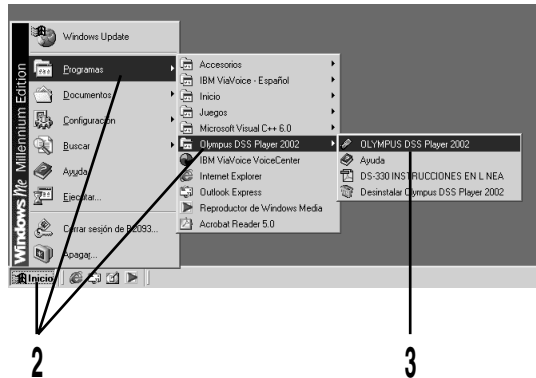 Windows Me Millennium Edition
Windows Update
Programas
Documentos
Configuración
Buscar
Ayuda
Ejecutar...
Cerrar sesión de B2093...
Apagar...
Accesorios
IBM ViaVoice - Español
Inicio
Juegos
Microsoft Visual C++ 6.0
Olympus DSS Player 2002
IBM ViaVoice VoiceCenter
Internet Explorer
Outlook Express
Reproductor de Windows Media
Acrobat Reader 5.0
OLYMPUS DSS Player 2002
Ayuda
DS-330 INSTRUCCIONES EN L NEA
Desinstalar Olympus DSS Player 2002
Inicio
2
3